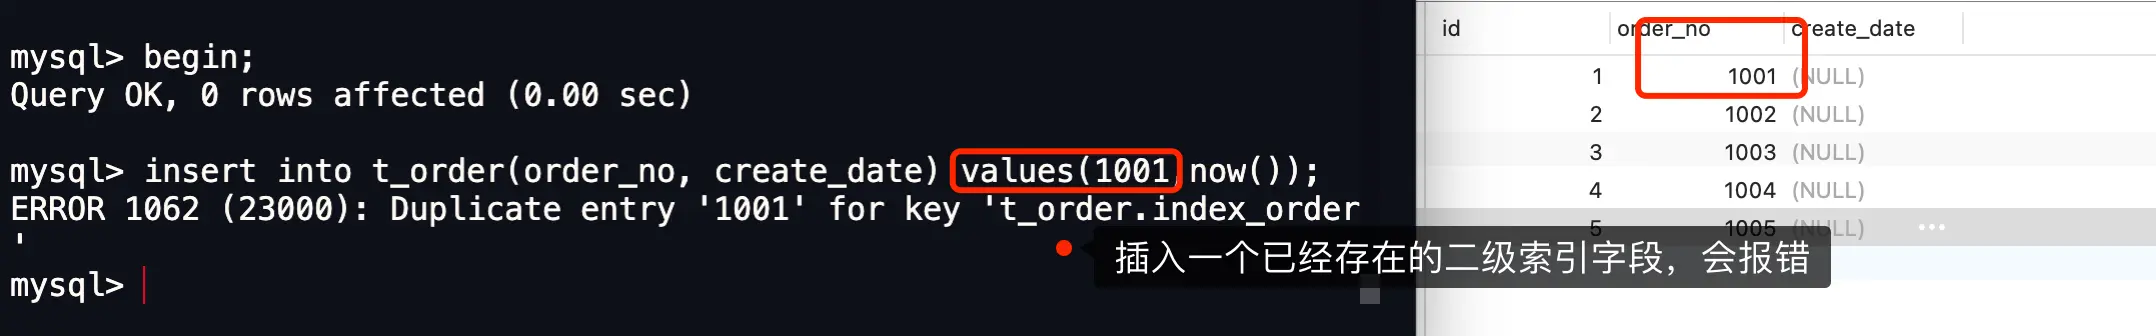 mysql> begin;
Query OK, 0 rows affected (0.00 sec)
mysql> insert into t_order(order_no, create_date) values(1001,now());
ERROR 1062 (23000): Duplicate entry '1001' for key 't_order.index_order
'
mysql>
插入一个已经存在的二级索引字段，会报错
id order_no create_date
1 1001 (NULL)
2 1002 (NULL)
3 1003 (NULL)
4 1004 (NULL)
5 1005 (NULL)